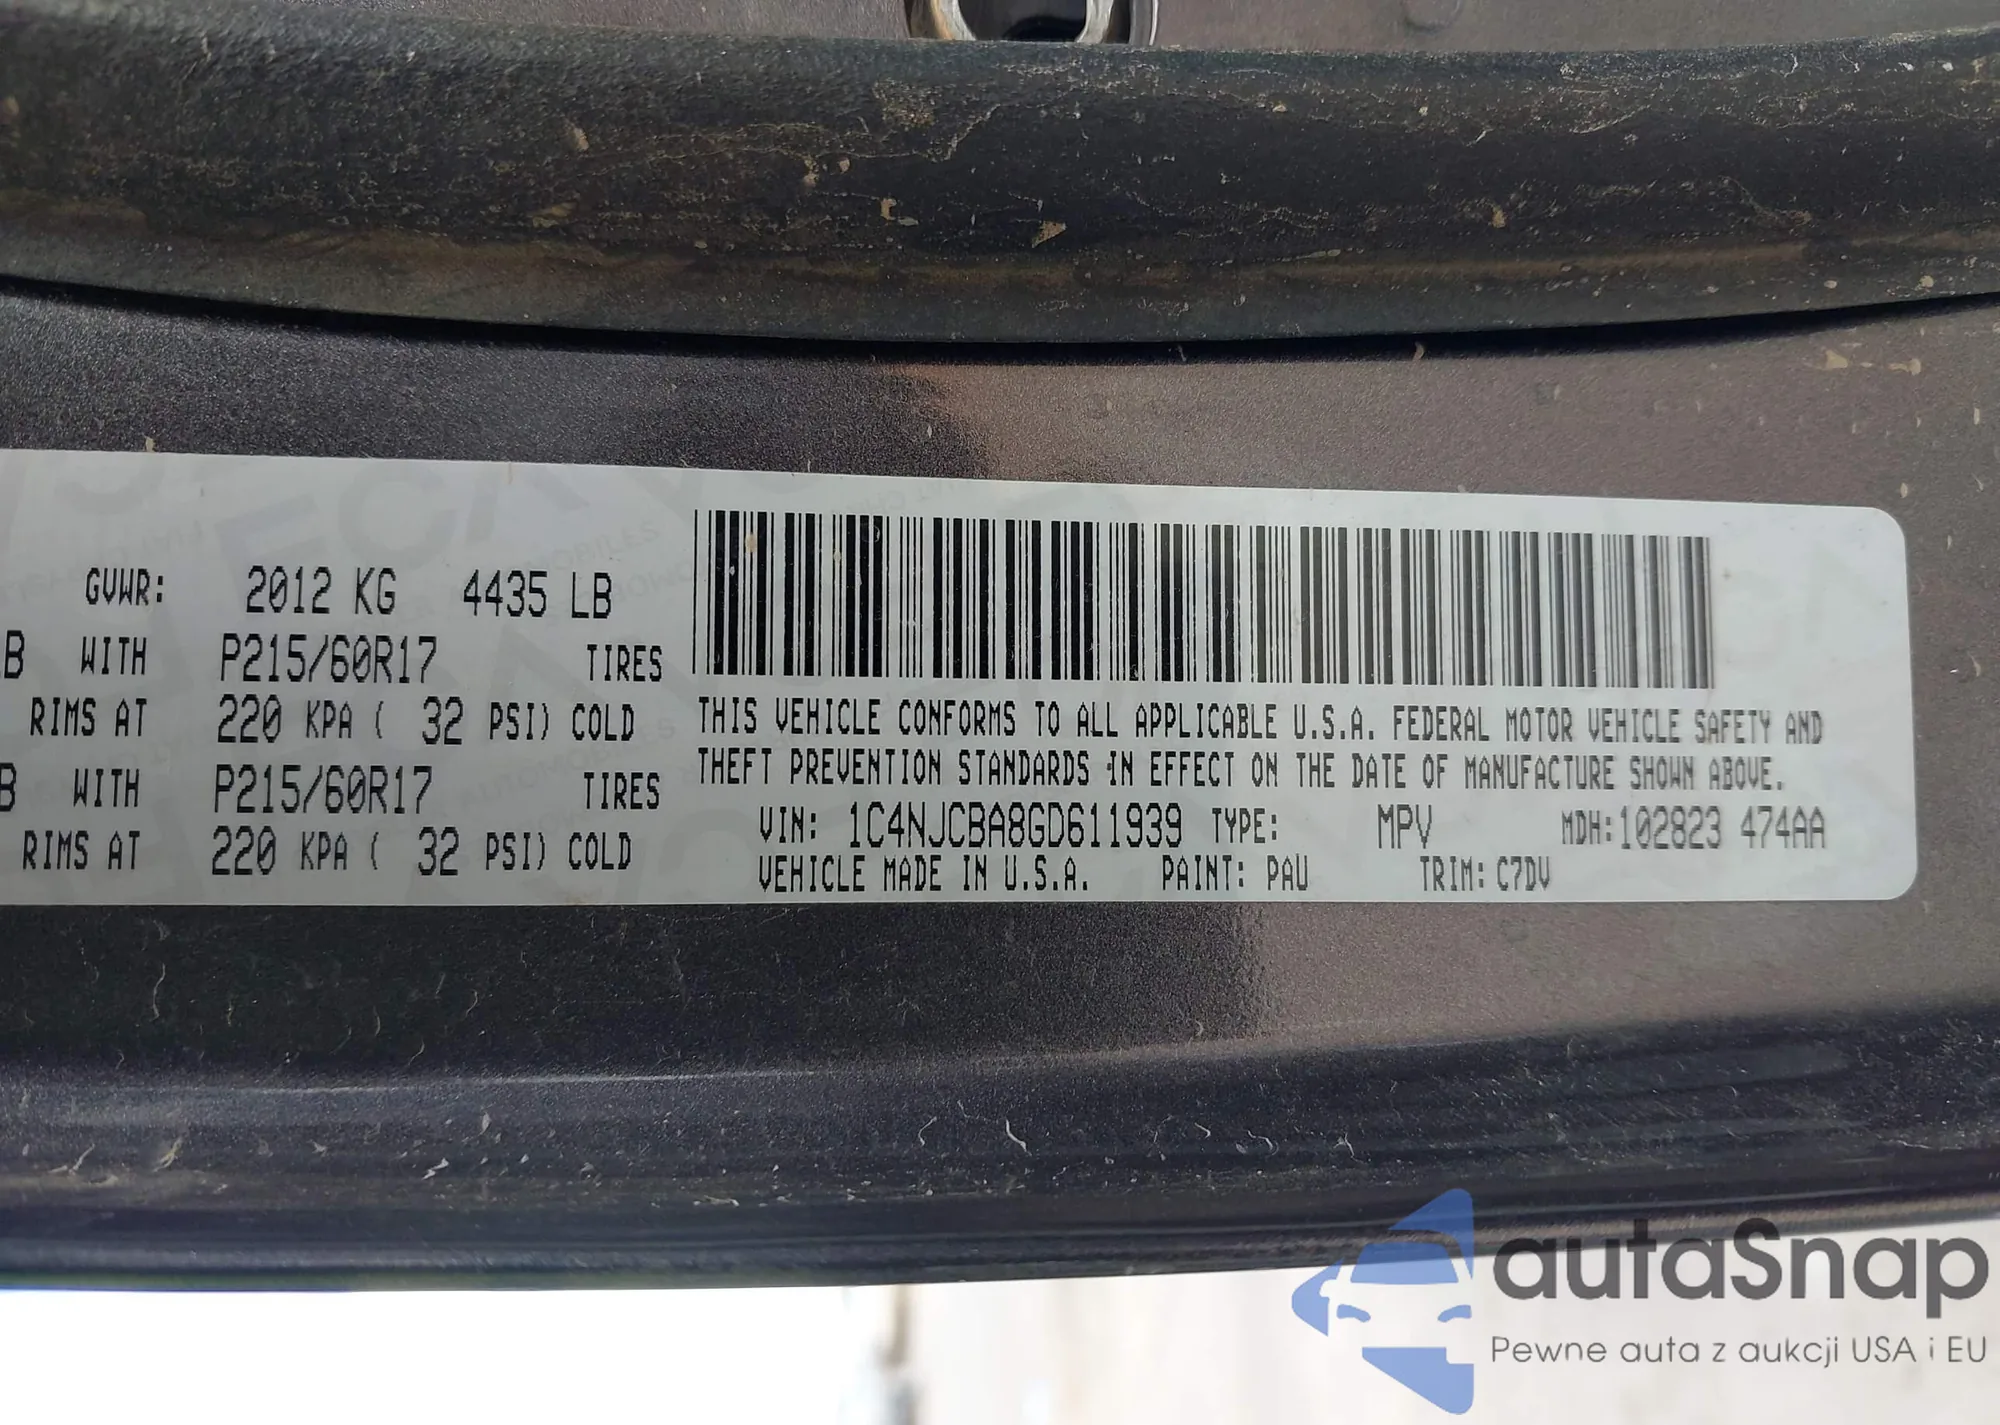 GVWR: 2012 KG 4435 LB
B WITH P215/60R17 TIRES
RIMS AT 220 KPA ( 32 PSI) COLD
B WITH P215/60R17 TIRES
RIMS AT 220 KPA ( 32 PSI) COLD
THIS VEHICLE CONFORMS TO ALL APPLICABLE U.S.A. FEDERAL MOTOR VEHICLE SAFETY AND
THEFT PREVENTION STANDARDS IN EFFECT ON THE DATE OF MANUFACTURE SHOWN ABOVE.
VIN: 1C4NJCBA8GD611939 TYPE: MPV MDH:102823 474AA
VEHICLE MADE IN U.S.A. PAINT: PAU TRIM: C7DV
autaSnap
Pewne auta z aukcji USA i EU